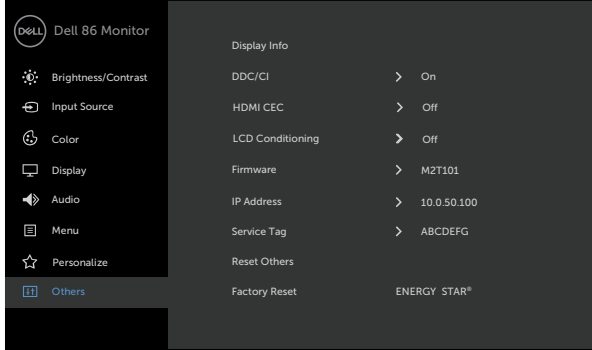 DELL Dell 86 Monitor
Brightness/Contrast
Input Source
Color
Display
Audio
Menu
Personalize
Others
Display Info
DDC/CI > On
HDMI CEC > Off
LCD Conditioning > Off
Firmware > M2T101
IP Address > 10.0.50.100
Service Tag > ABCDEFG
Reset Others
Factory Reset ENERGY STAR®